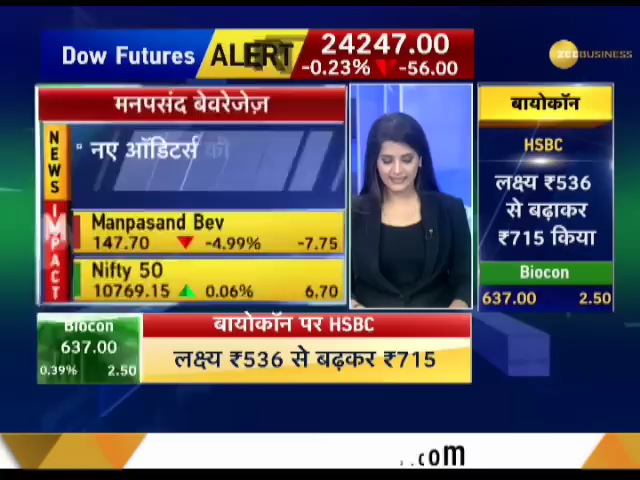 Dow Futures
ALERT
24247.00
-0.23% -56.00
ZEE BUSINESS
मनपसंद बेवरेजेज़
NEWS
IMPACT
नए ऑडिटर्स की
Manpasand Bev
147.70 -4.99% -7.75
Nifty 50
10769.15 0.06% 6.70
बायोकॉन
HSBC
लक्ष्य ₹536
से बढ़ाकर
₹715 किया
Biocon
637.00 2.50
Biocon
637.00
0.39% 2.50
बायोकॉन पर HSBC
लक्ष्य ₹536 से बढ़कर ₹715
.com